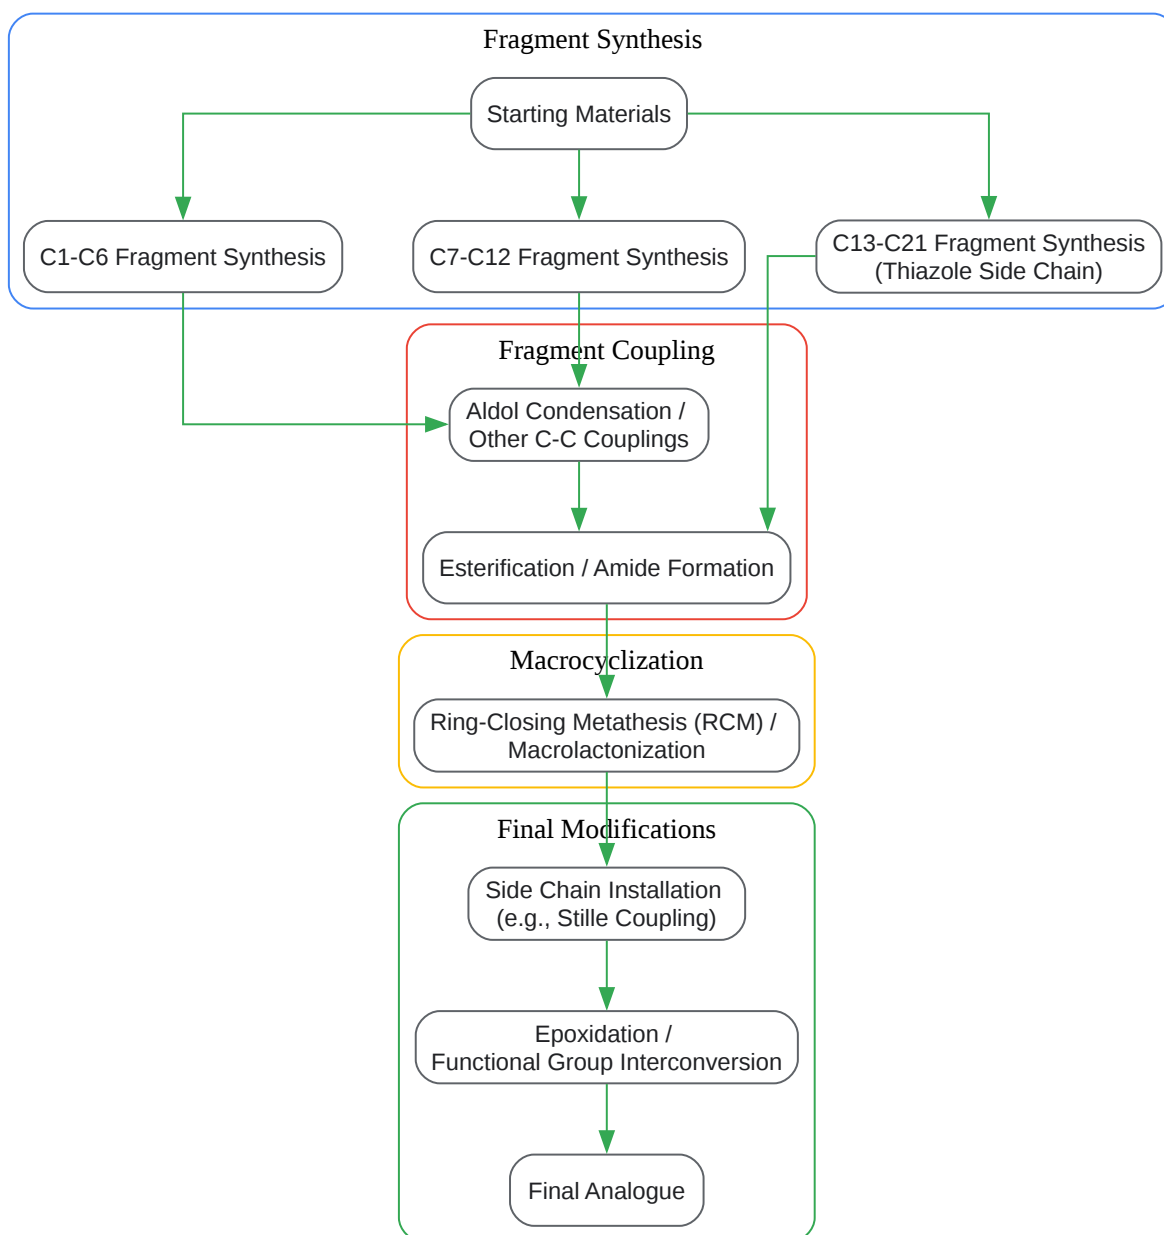 Fragment Synthesis
Starting Materials
C1-C6 Fragment Synthesis
C7-C12 Fragment Synthesis
C13-C21 Fragment Synthesis
(Thiazole Side Chain)
Fragment Coupling
Aldol Condensation /
Other C-C Couplings
Esterification / Amide Formation
Macrocyclization
Ring-Closing Metathesis (RCM) /
Macrolactonization
Final Modifications
Side Chain Installation
(e.g., Stille Coupling)
Epoxidation /
Functional Group Interconversion
Final Analogue